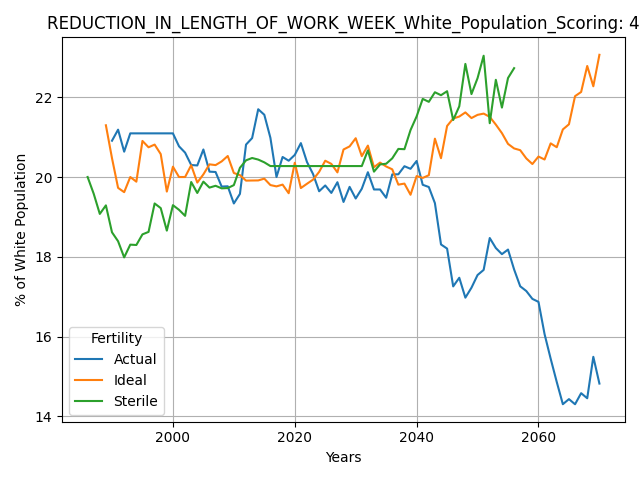 REDUCTION_IN_LENGTH_OF_WORK_WEEK_White_Population_Scoring: 4
% of White Population
22
20
18
16
14
Fertility
Actual
Ideal
Sterile
2000 2020 2040 2060
Years